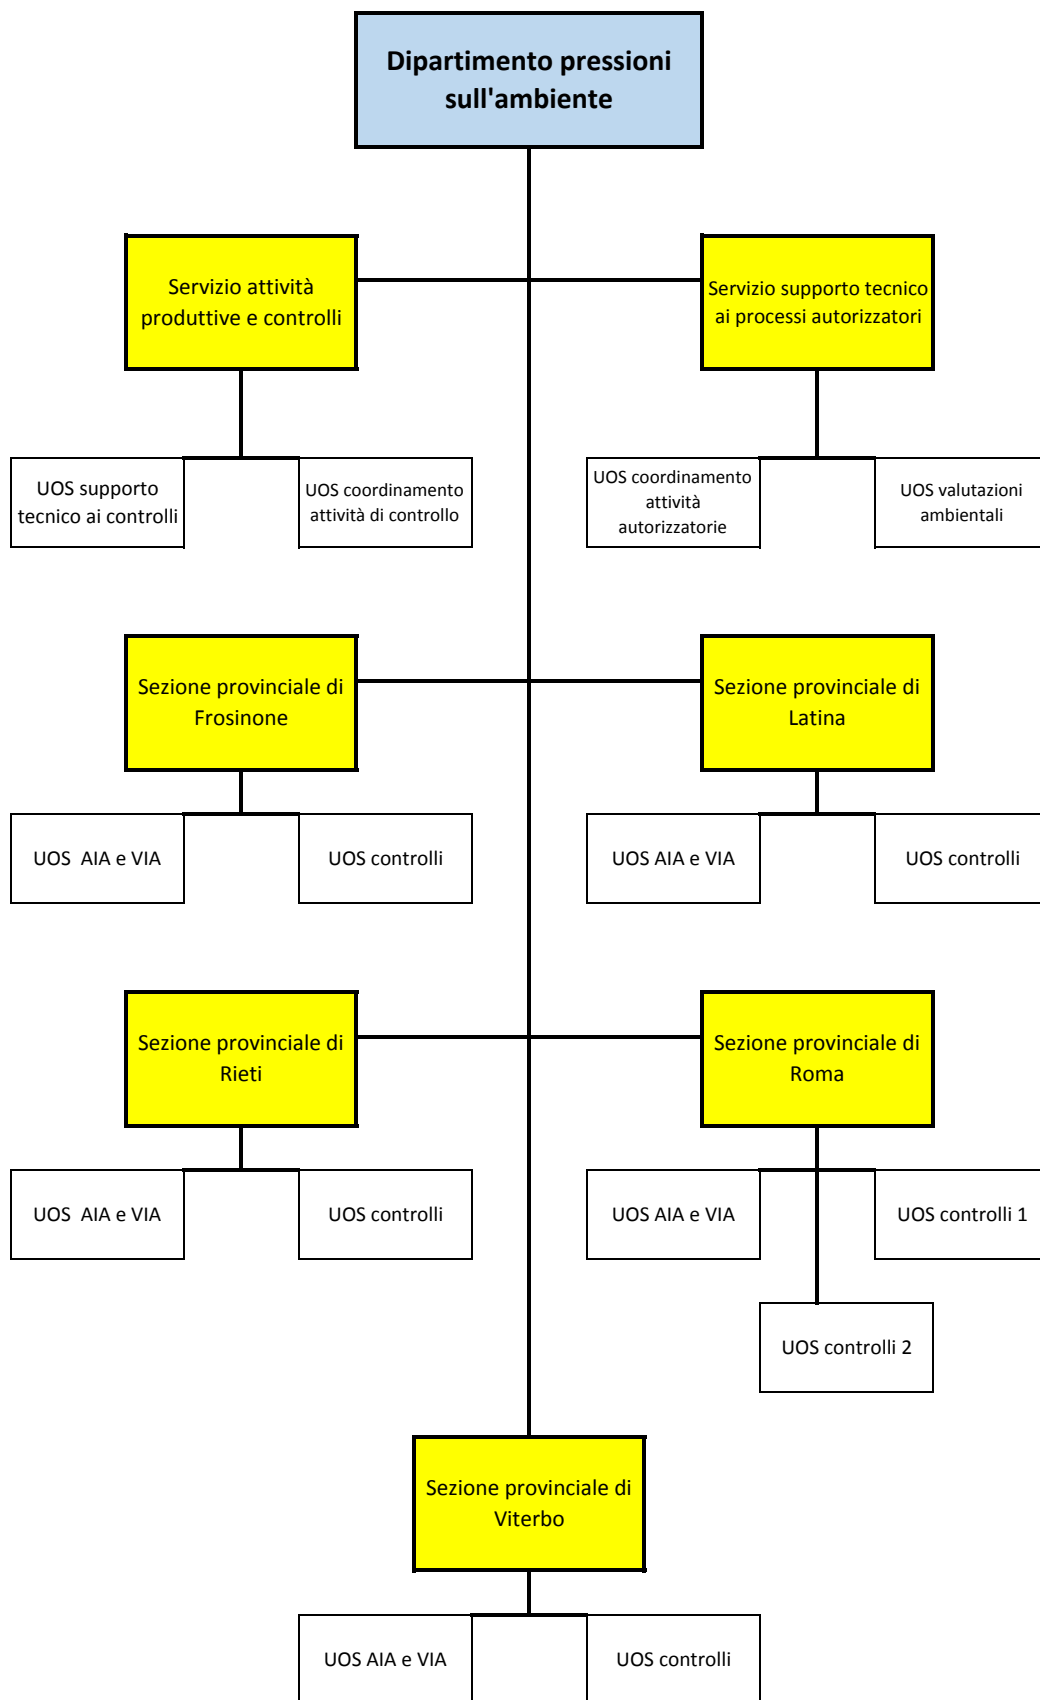 Dipartimento pressioni
sull'ambiente
Servizio attività
produttive e controlli
Servizio supporto tecnico
ai processi autorizzatori
UOS supporto
tecnico ai controlli
UOS coordinamento
attività di controllo
UOS coordinamento
attività
autorizzatorie
UOS valutazioni
ambientali
Sezione provinciale di
Frosinone
Sezione provinciale di
Latina
UOS  AIA e VIA
UOS controlli
UOS AIA e VIA
UOS controlli
Sezione provinciale di
Rieti
Sezione provinciale di
Roma
UOS  AIA e VIA
UOS controlli
UOS AIA e VIA
UOS controlli 1
UOS controlli 2
Sezione provinciale di
Viterbo
UOS AIA e VIA
UOS controlli